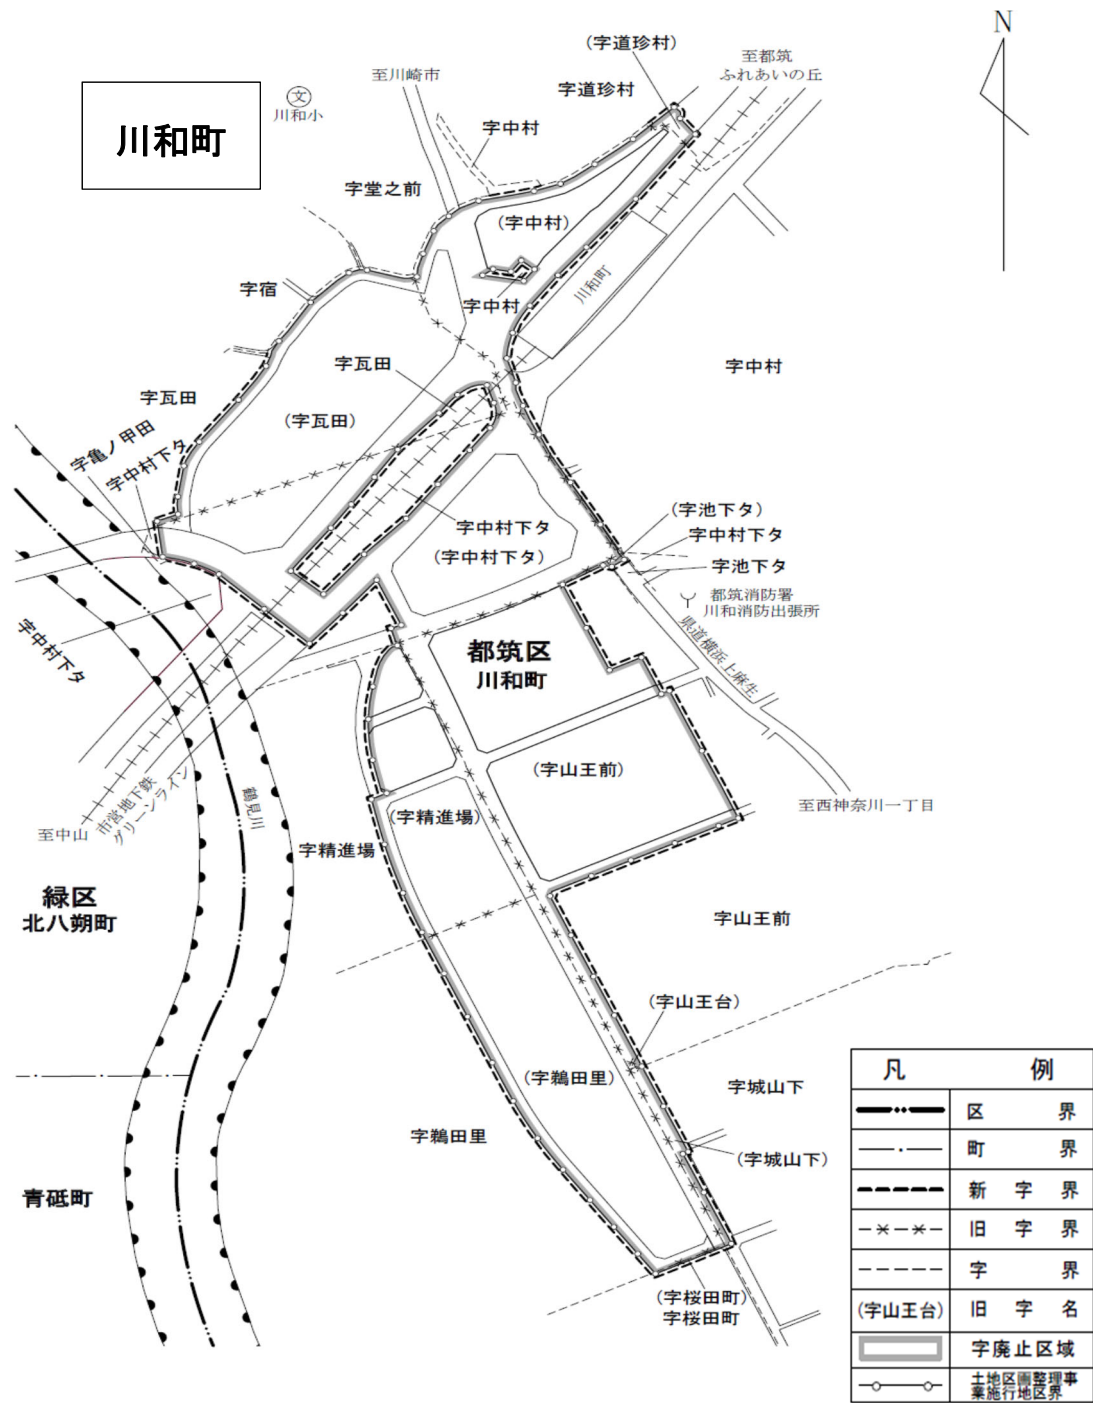 N
(字道珍村)
至都筑
ふれあいの丘
至川崎市
字道珍村
文
川和小
川和町
字中村
字堂之前
(字中村)
字宿
字中村
川和町
字瓦田
字中村
字瓦田
(字瓦田)
字亀ノ甲田
字中村下タ
(字池下タ)
字中村下タ
字中村下タ
(字中村下タ)
字池下タ
都筑消防署
川和消防出張所
字中村下タ
県道横浜上麻生
都筑区
川和町
(字山王前)
市営地下鉄
グリーンライン
鶴見川
至中山
至西神奈川一丁目
(字精進場)
字精進場
緑区
北八朔町
字山王前
(字山王台)
(字鵜田里)
字城山下
字鵜田里
(字城山下)
青砥町
(字桜田町)
字桜田町
凡例
区界
町界
新字界
旧字界
字界
(字山王台) 旧字名
字廃止区域
土地区画整理事
業施行地区界